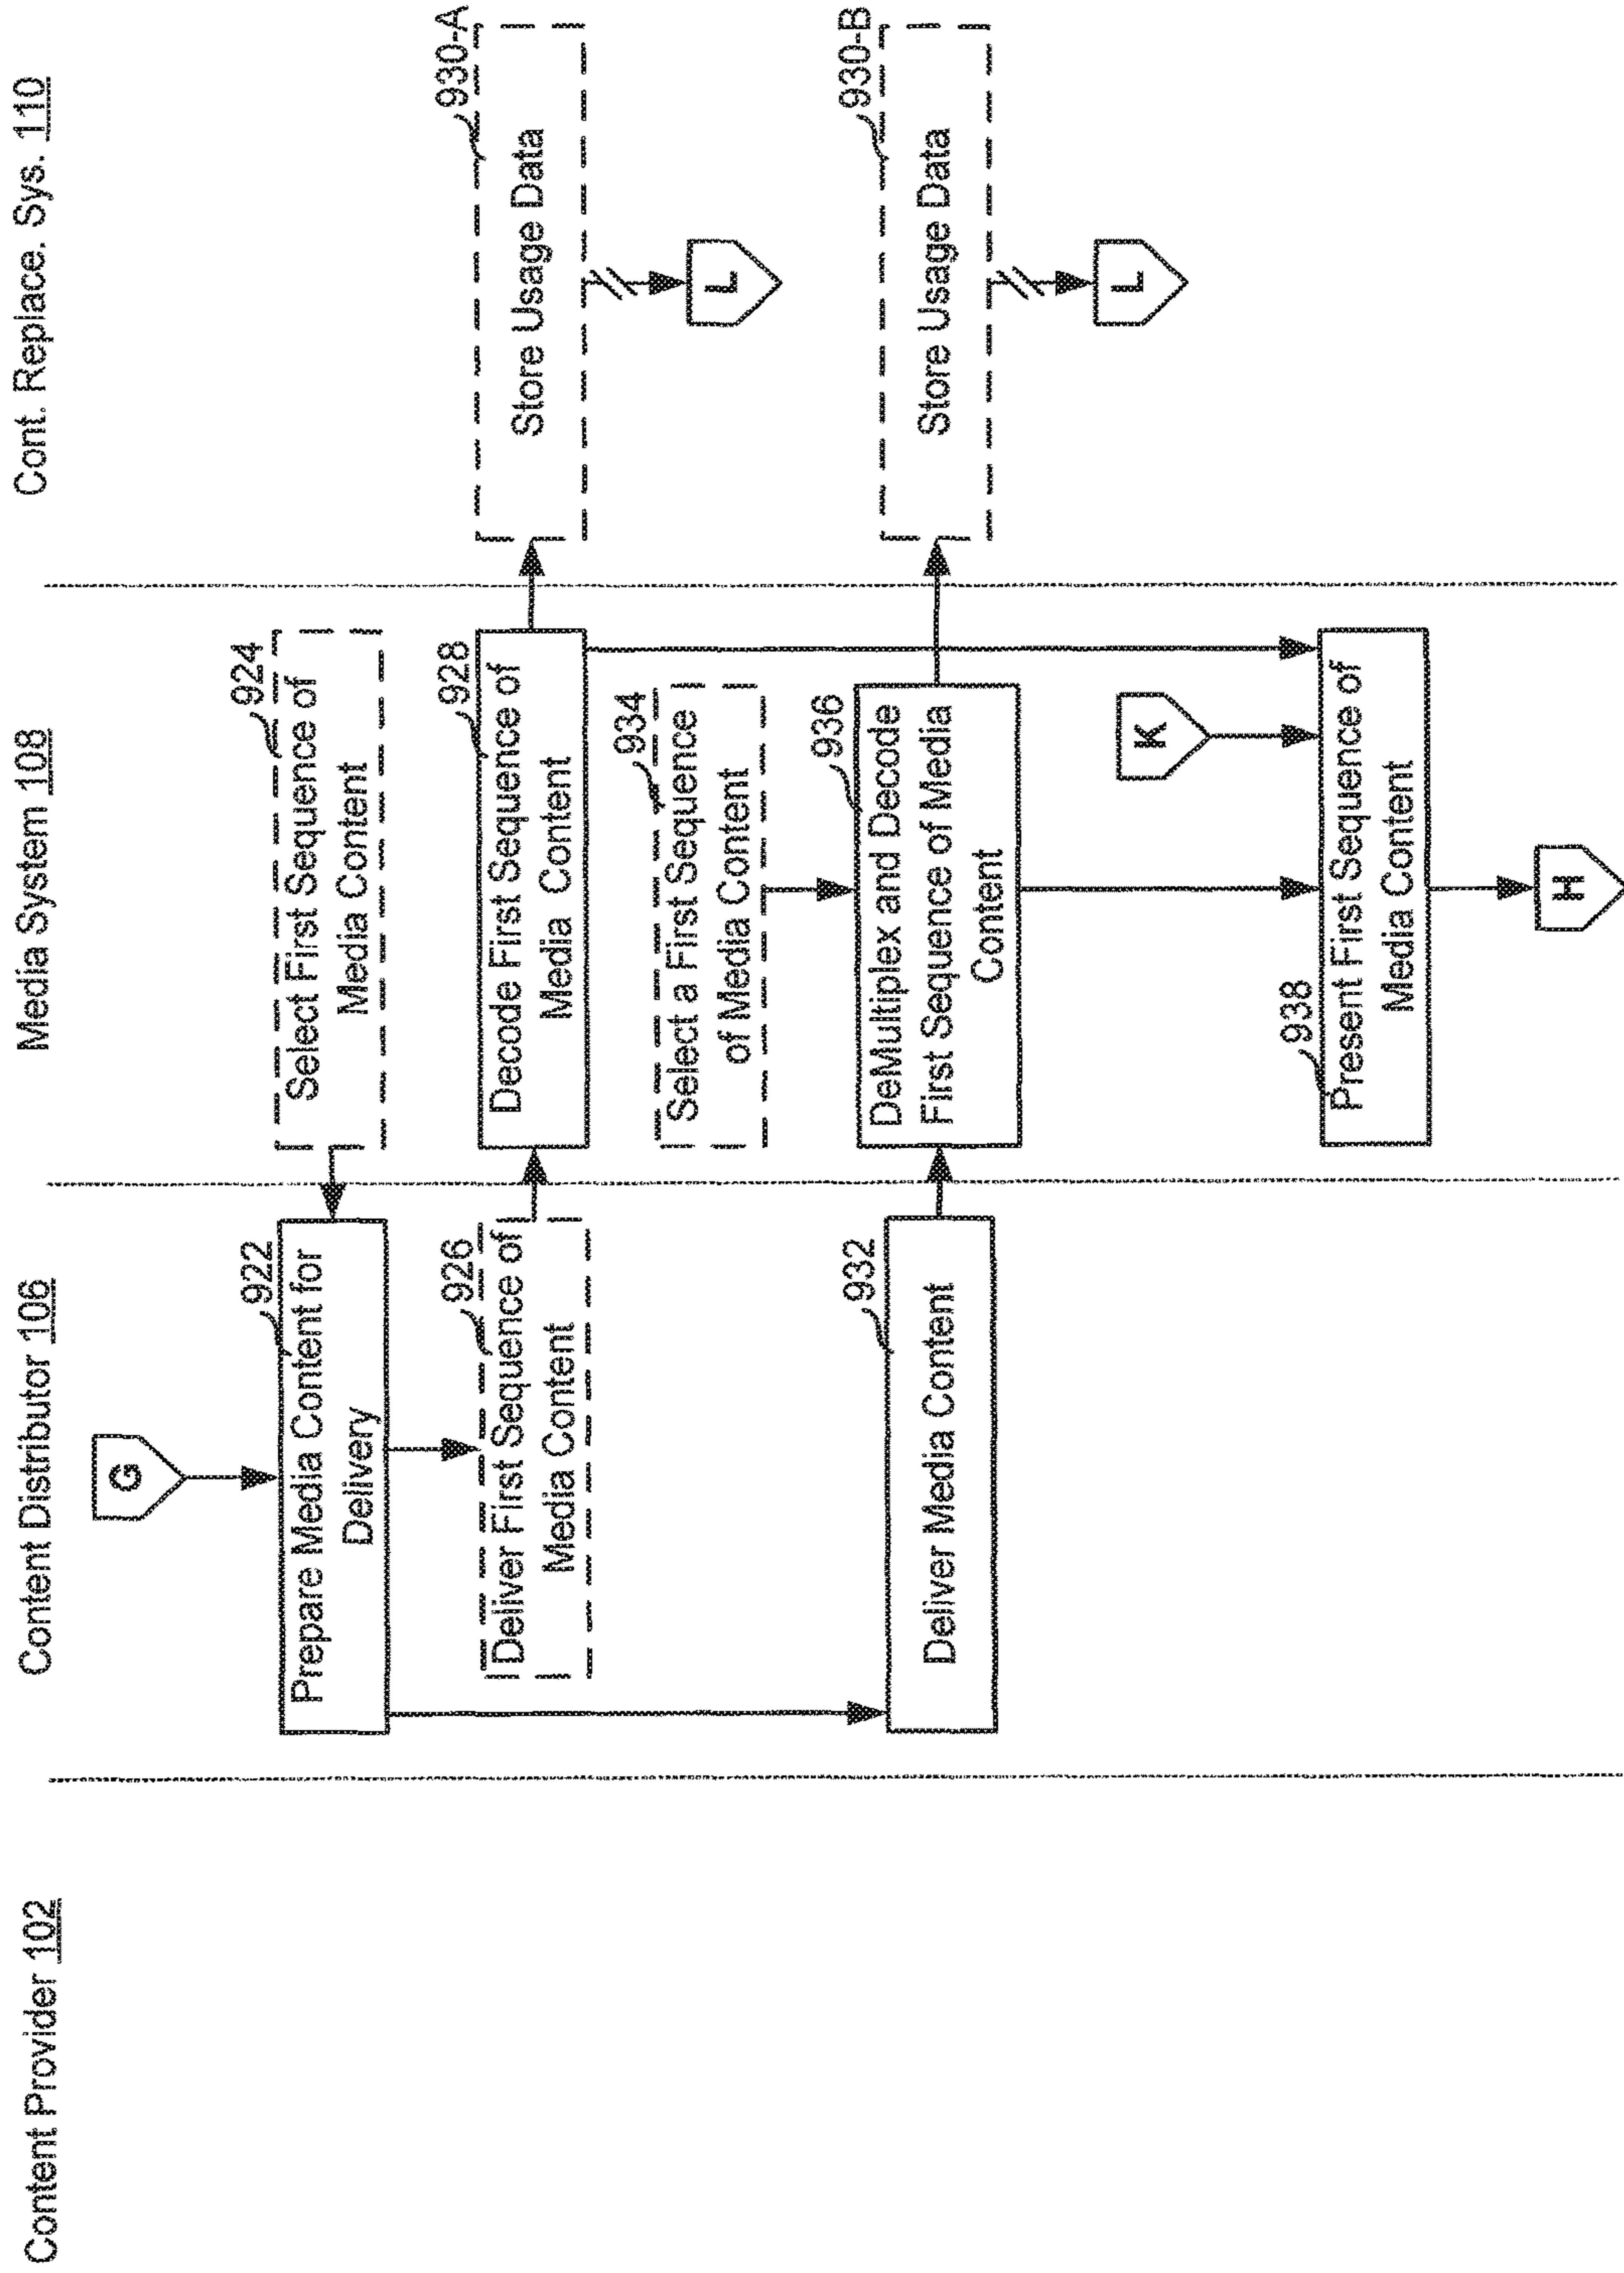 Content Provider 102
Content Distributor 106
Media System 108
Cont. Replace. Sys. 110
G
922
Prepare Media Content for
Delivery
924
Select First Sequence of
Media Content
926
Deliver First Sequence of
Media Content
928
Decode First Sequence of
Media Content
930-A
Store Usage Data
L
934
Select a First Sequence
of Media Content
932
Deliver Media Content
936
DeMultiplex and Decode
First Sequence of Media
Content
930-B
Store Usage Data
L
K
938
Present First Sequence of
Media Content
H